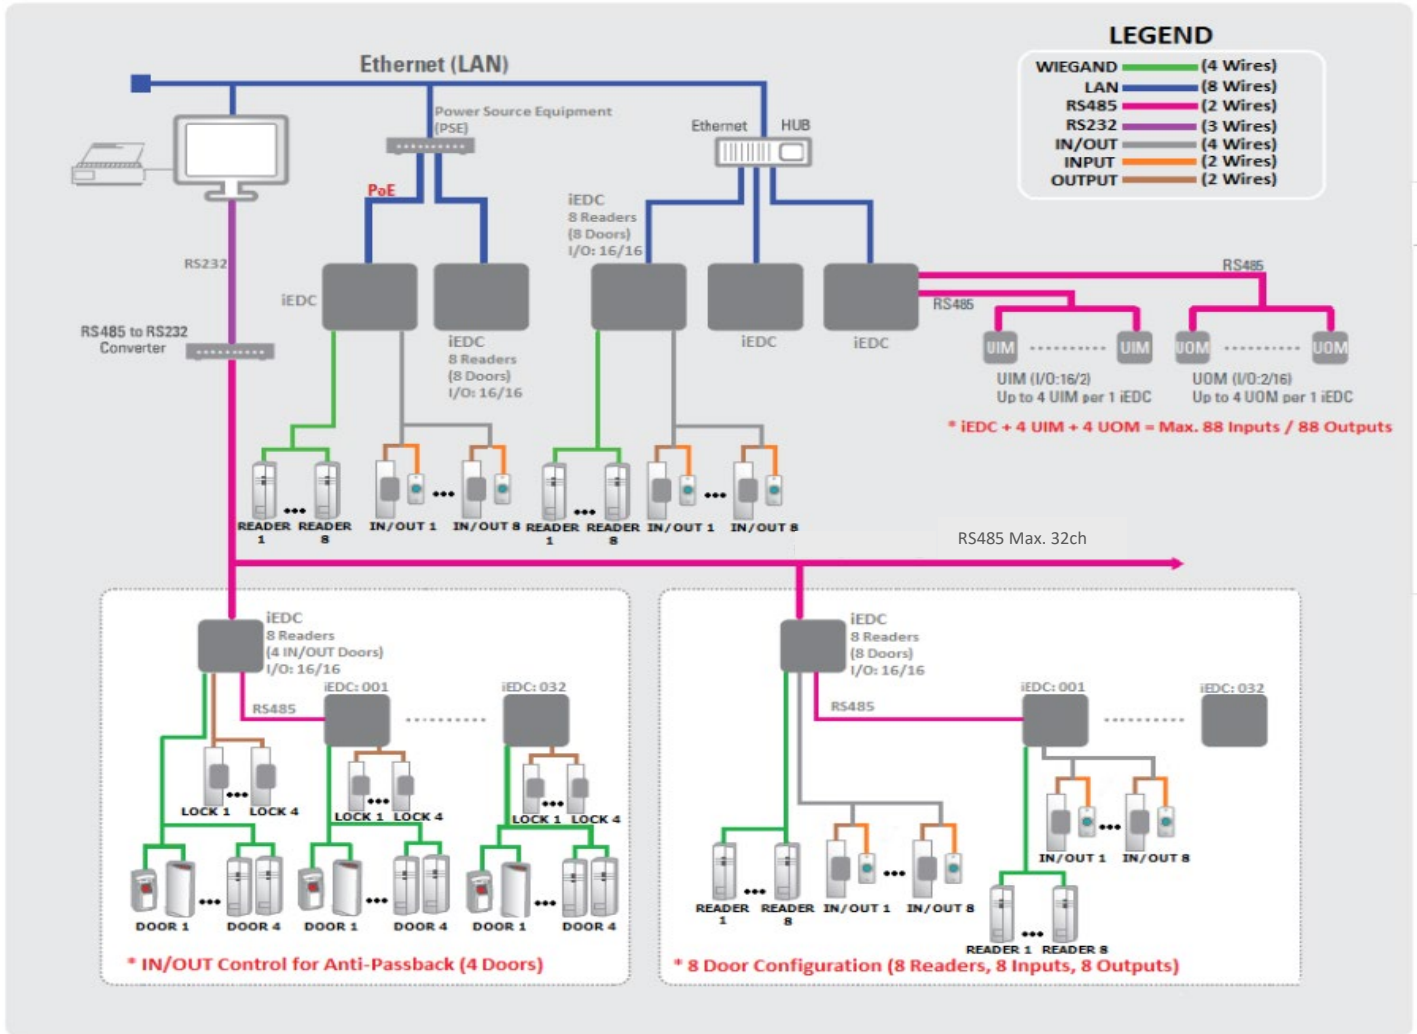 LEGEND
WIEGAND (4 Wires)
LAN (8 Wires)
RS485 (2 Wires)
RS232 (3 Wires)
IN/OUT (4 Wires)
INPUT (2 Wires)
OUTPUT (2 Wires)
Ethernet (LAN)
Power Source Equipment
(PSE)
Ethernet HUB
PoE
iEDC
8 Readers
(8 Doors)
I/O: 16/16
RS232
iEDC
RS485 to RS232
Converter
iEDC
8 Readers
(8 Doors)
I/O: 16/16
iEDC
iEDC
RS485
RS485
UIM
UIM
UOM
UOM
UIM (I/O:16/2)
Up to 4 UIM per 1 iEDC
UOM (I/O:2/16)
Up to 4 UOM per 1 iEDC
* iEDC + 4 UIM + 4 UOM = Max. 88 Inputs / 88 Outputs
READER
1
READER
8
IN/OUT 1
IN/OUT 8
READER
1
READER
8
IN/OUT 1
IN/OUT 8
RS485 Max. 32ch
iEDC
8 Readers
(4 IN/OUT Doors)
I/O: 16/16
RS485
iEDC: 001
iEDC: 032
LOCK 1
LOCK 4
LOCK 1
LOCK 4
LOCK 1
LOCK 4
DOOR 1
DOOR 4
DOOR 1
DOOR 4
DOOR 1
DOOR 4
* IN/OUT Control for Anti-Passback (4 Doors)
iEDC
8 Readers
(8 Doors)
I/O: 16/16
RS485
iEDC: 001
iEDC: 032
IN/OUT 1
IN/OUT 8
READER
1
READER
8
IN/OUT 1
IN/OUT 8
READER 1
READER 8
* 8 Door Configuration (8 Readers, 8 Inputs, 8 Outputs)